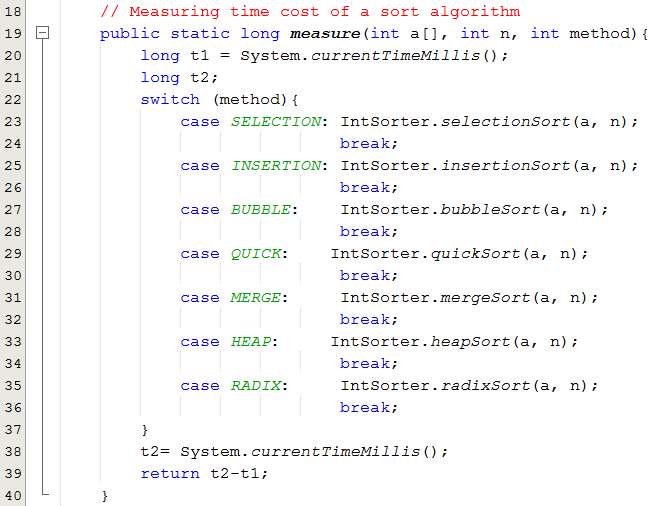 18 // Measuring time cost of a sort algorithm
19 public static long measure(int a[], int n, int method){
20 long t1 = System.currentTimeMillis();
21 long t2;
22 switch (method){
23 case SELECTION: IntSorter.selectionSort(a, n);
24 break;
25 case INSERTION: IntSorter.insertionSort(a, n);
26 break;
27 case BUBBLE: IntSorter.bubbleSort(a, n);
28 break;
29 case QUICK: IntSorter.quickSort(a, n);
30 break;
31 case MERGE: IntSorter.mergeSort(a, n);
32 break;
33 case HEAP: IntSorter.heapSort(a, n);
34 break;
35 case RADIX: IntSorter.radixSort(a, n);
36 break;
37 }
38 t2= System.currentTimeMillis();
39 return t2-t1;
40 }